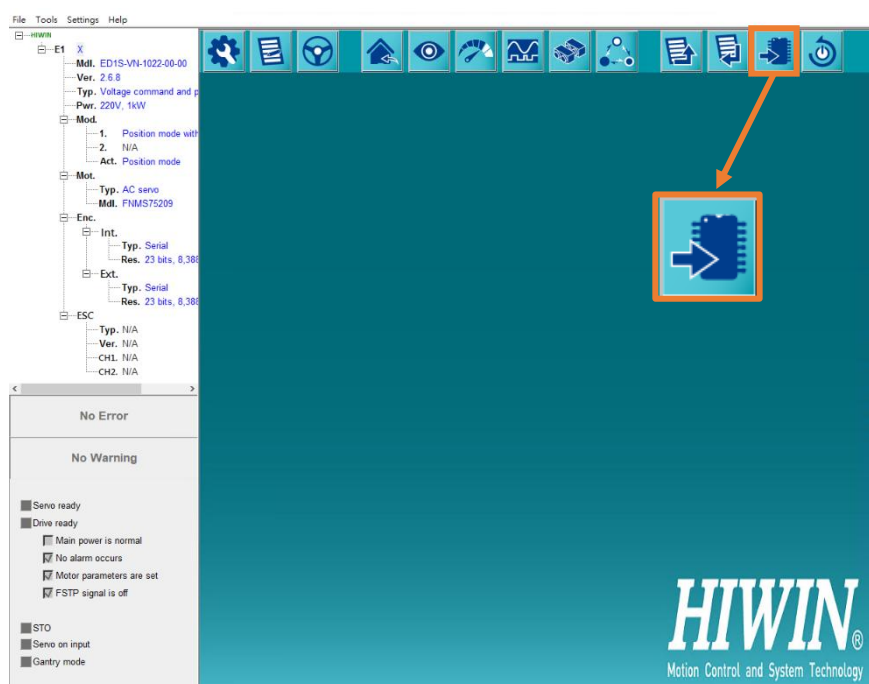 File Tools Settings Help
HIWIN
E1 X
Mdl. ED1S-VN-1022-00-00
Ver. 2.6.8
Typ. Voltage command and p
Pwr. 220V, 1kW
Mod.
1. Position mode with
2. N/A
Act. Position mode
Mot.
Typ. AC servo
Mdl. FNMS75209
Enc.
Int.
Typ. Serial
Res. 23 bits, 8,388
Ext.
Typ. Serial
Res. 23 bits, 8,388
ESC
Typ. N/A
Ver. N/A
CH1. N/A
CH2. N/A
No Error
No Warning
Servo ready
Drive ready
Main power is normal
No alarm occurs
Motor parameters are set
FSTP signal is off
STO
Servo on input
Gantry mode
HIWIN®
Motion Control and System Technology